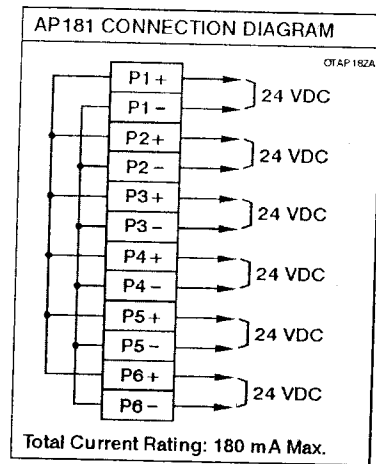 AP181 CONNECTION DIAGRAM
OTAP182A
P1+
P1-
24 VDC
P2+
P2-
24 VDC
P3+
P3-
24 VDC
P4+
P4-
24 VDC
P5+
P5-
24 VDC
P6+
P6-
24 VDC
Total Current Rating: 180 mA Max.